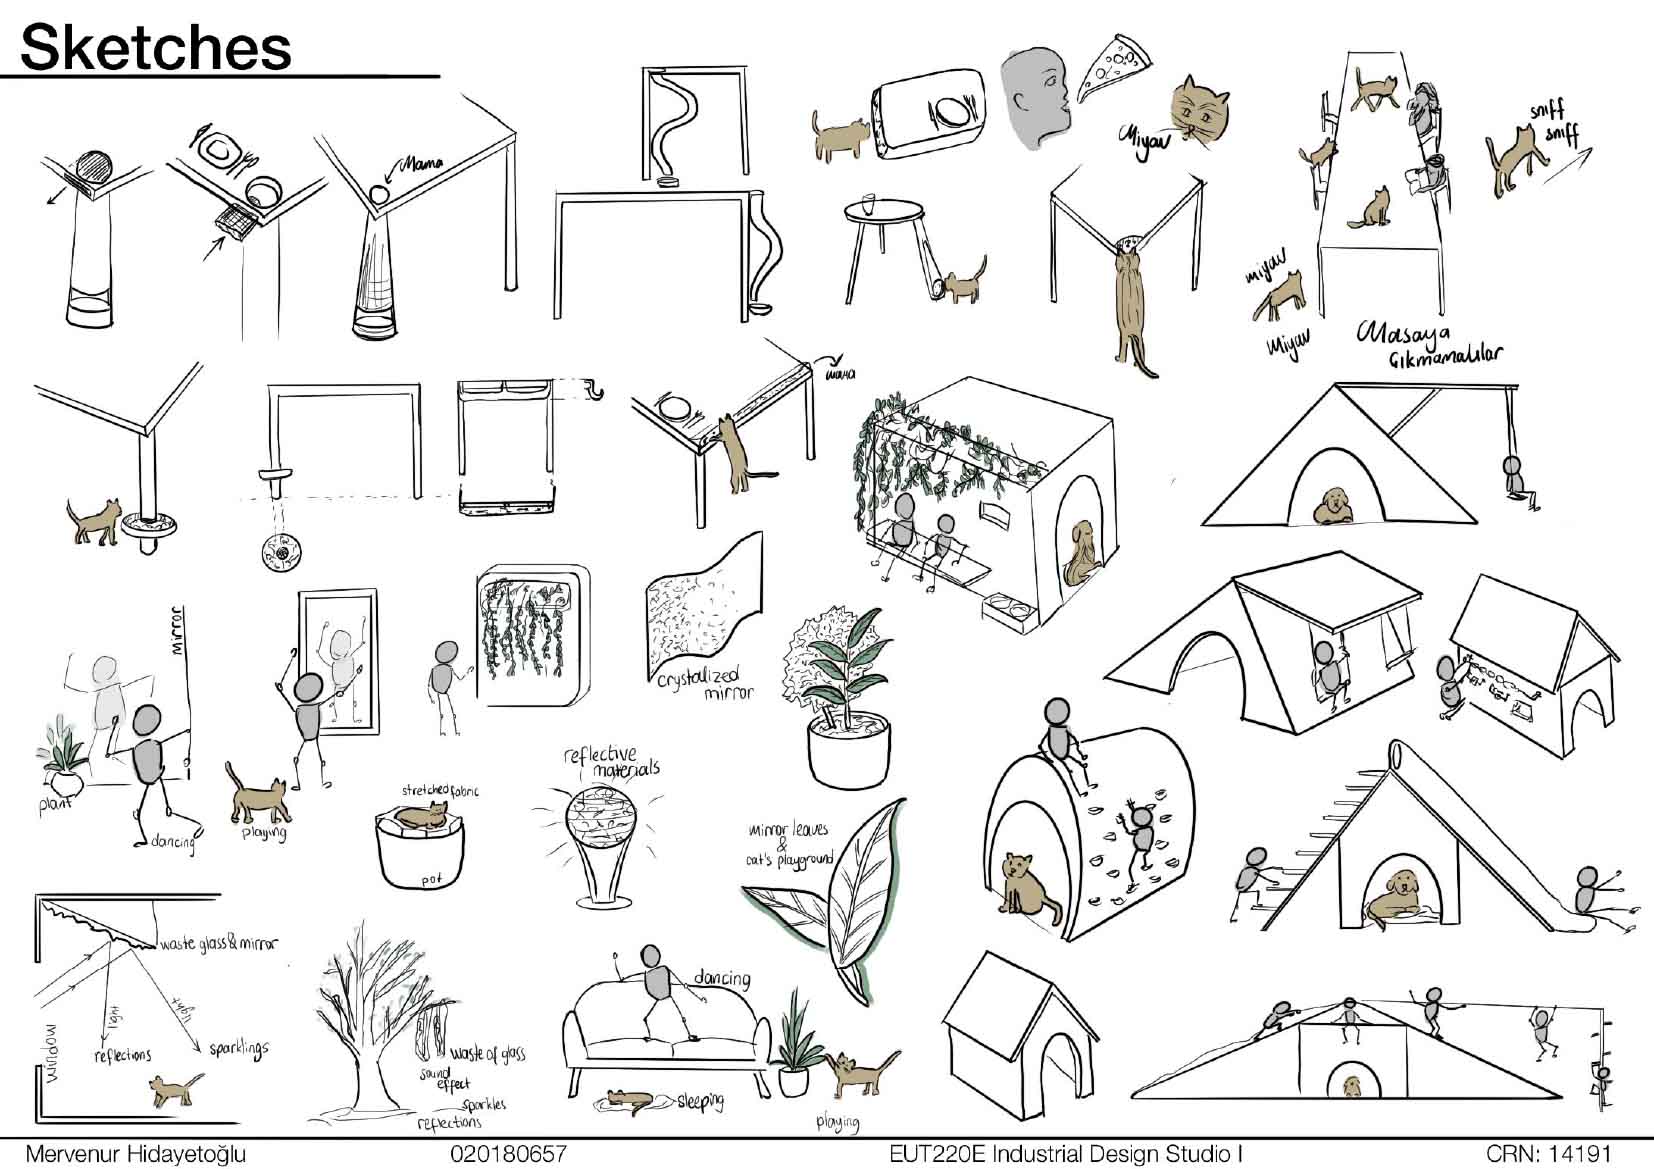 Sketches
Mama
Miyav
sniff
sniff
miyav
Miyav
Masaya
Çıkmamalılar
mama
mirror
plant
dancing
playing
crystalized
mirror
stretched fabric
pot
reflective
materials
mirror leaves
&
cat's playground
waste glass & mirror
window
light
light
reflections
sparklings
waste of glass
sound
effect
sparkles
reflections
dancing
sleeping
playing
Mervenur Hidayetoğlu
020180657
EUT220E Industrial Design Studio I
CRN: 14191